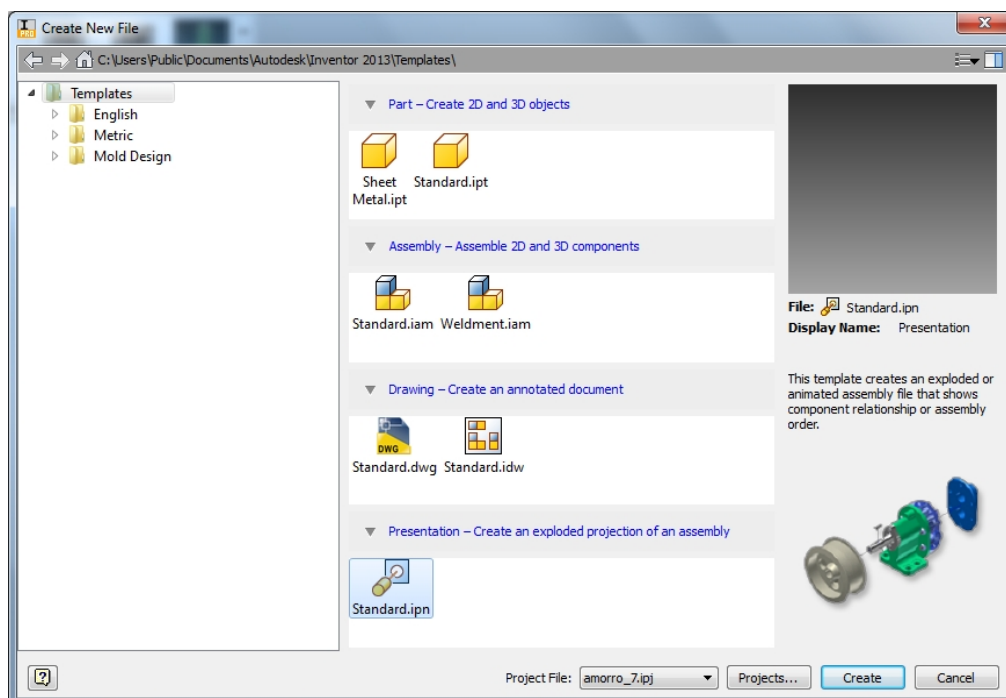 Create New File
C:\Users\Public\Documents\Autodesk\Inventor 2013\Templates\
Templates
English
Metric
Mold Design
Part – Create 2D and 3D objects
Sheet Metal.ipt
Standard.ipt
Assembly – Assemble 2D and 3D components
Standard.iam
Weldment.iam
Drawing – Create an annotated document
DWG
Standard.dwg
Standard.idw
Presentation – Create an exploded projection of an assembly
Standard.ipn
File: Standard.ipn
Display Name: Presentation
This template creates an exploded or
animated assembly file that shows
component relationship or assembly
order.
Project File: amorro_7.ipj
Projects...
Create
Cancel